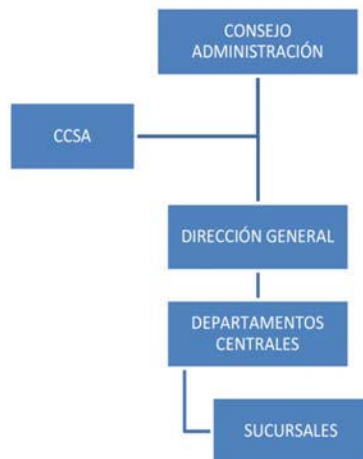 CONSEJO
ADMINISTRACIÓN
CCSA
DIRECCIÓN GENERAL
DEPARTAMENTOS
CENTRALES
SUCURSALES